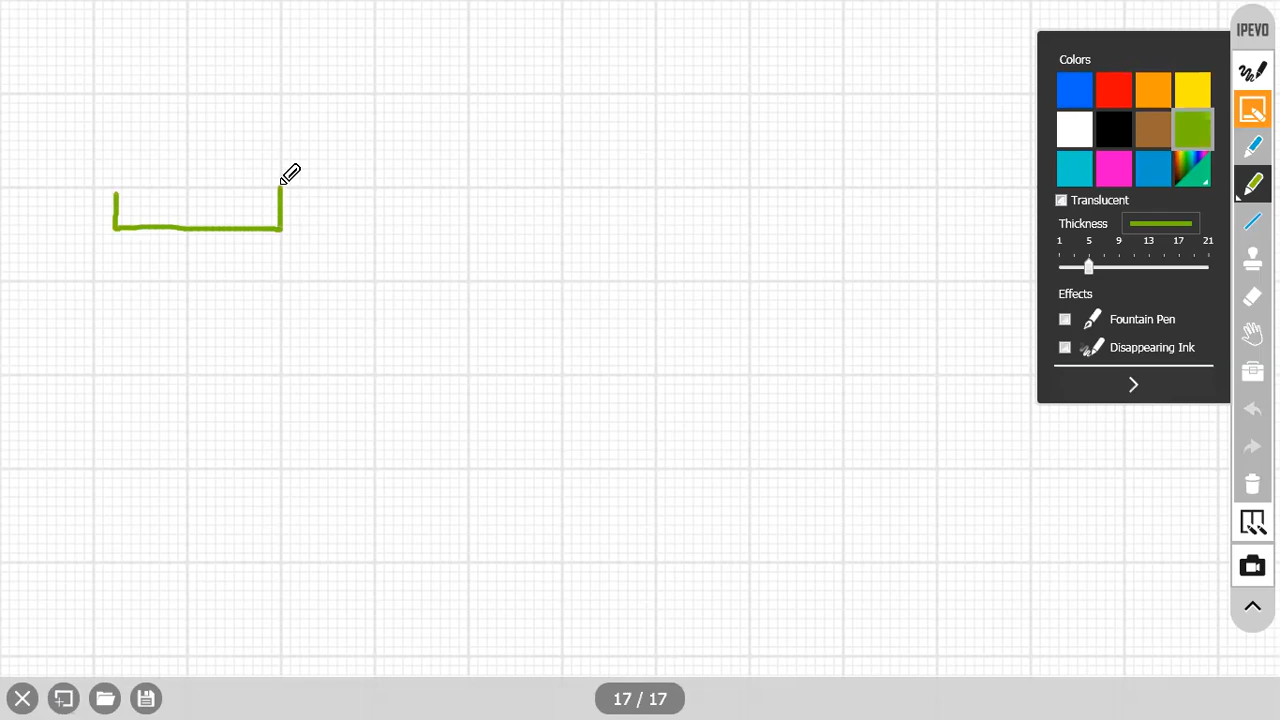 IPEVO
Colors
Translucent
Thickness
1 5 9 13 17 21
Effects
Fountain Pen
Disappearing Ink
17 / 17